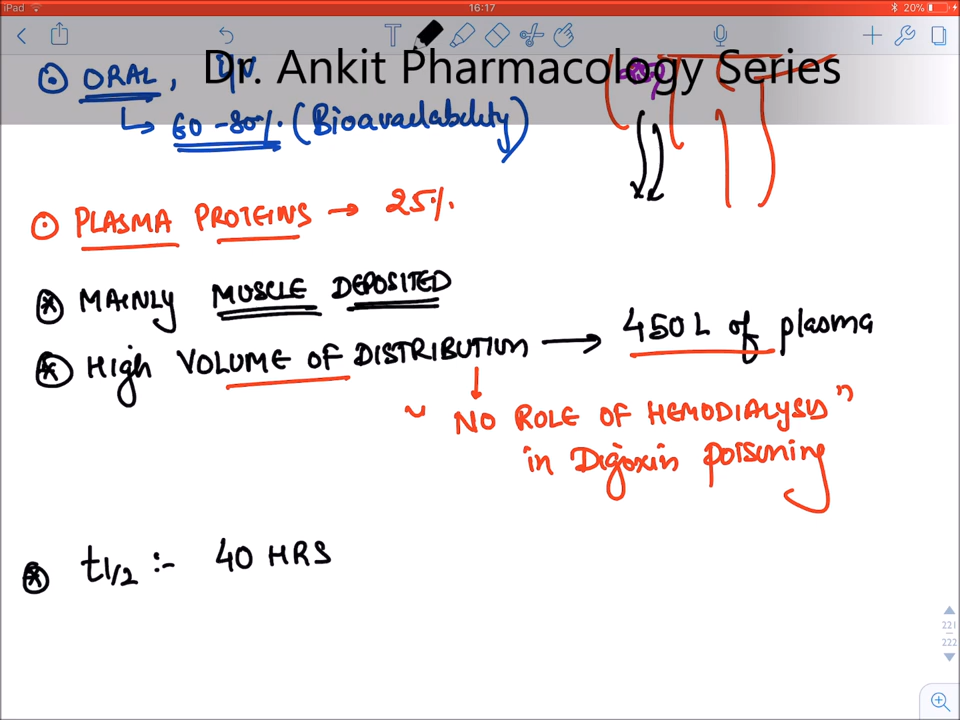 iPad 16:17 20%
T
Dr. Ankit Pharmacology Series
ORAL, I/V
60-80% (Bioavailability)
PLASMA PROTEINS → 25%
MAINLY MUSCLE DEPOSITED
High VOLUME OF DISTRIBUTION → 450L of plasma
"NO ROLE OF HEMODIALYSIS"
in Digoxin poisoning
t1/2 :- 40 HRS
221
222